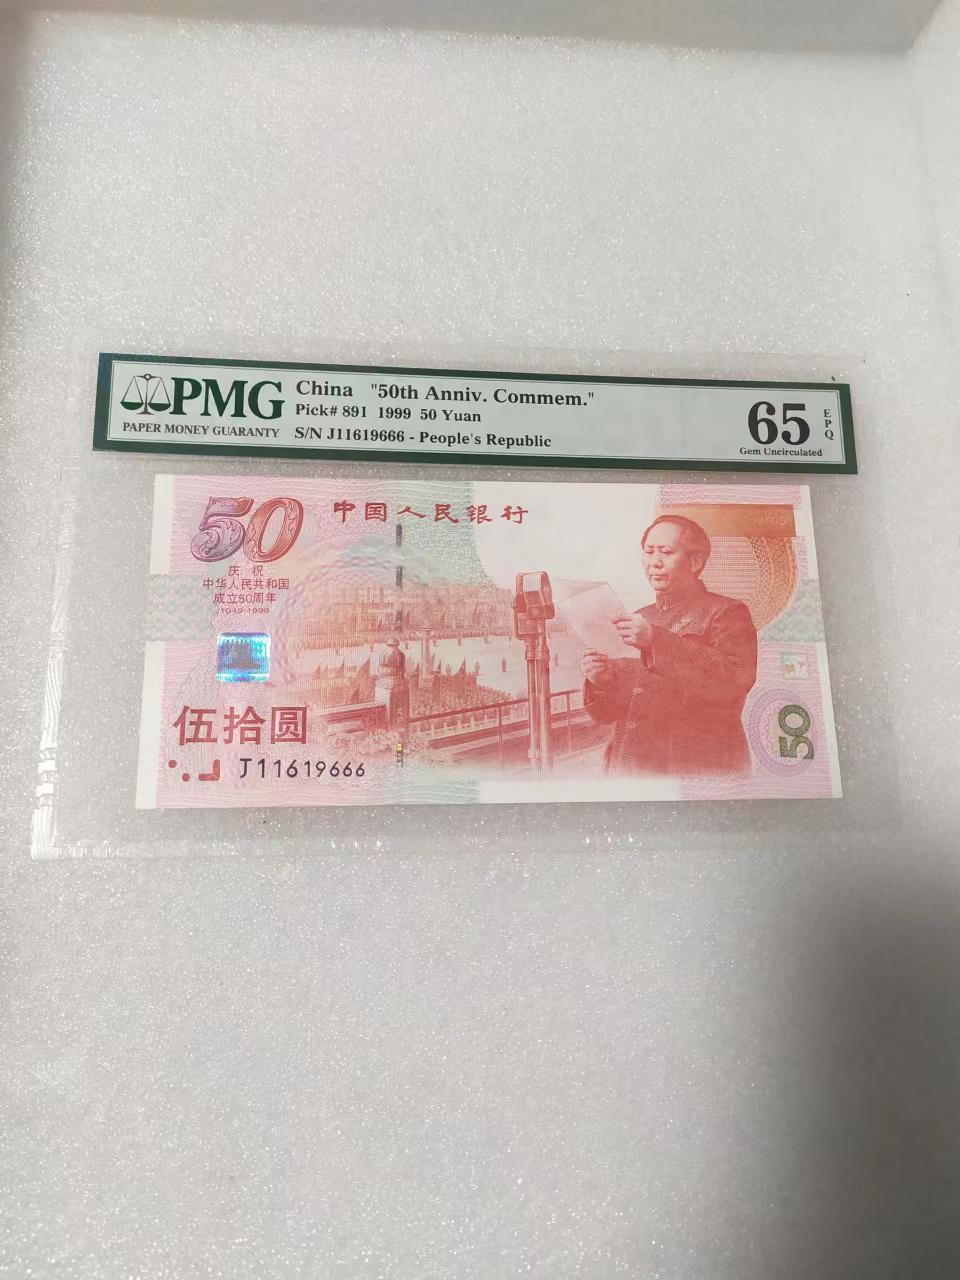 PMG
PAPER MONEY GUARANTY
China "50th Anniv. Commem."
Pick# 891 1999 50 Yuan
S/N J11619666 - People's Republic
65
EPQ
Gem Uncirculated
50
中国人民银行
庆祝
中华人民共和国
成立50周年
1949-1999
伍拾圆
J11619666
50